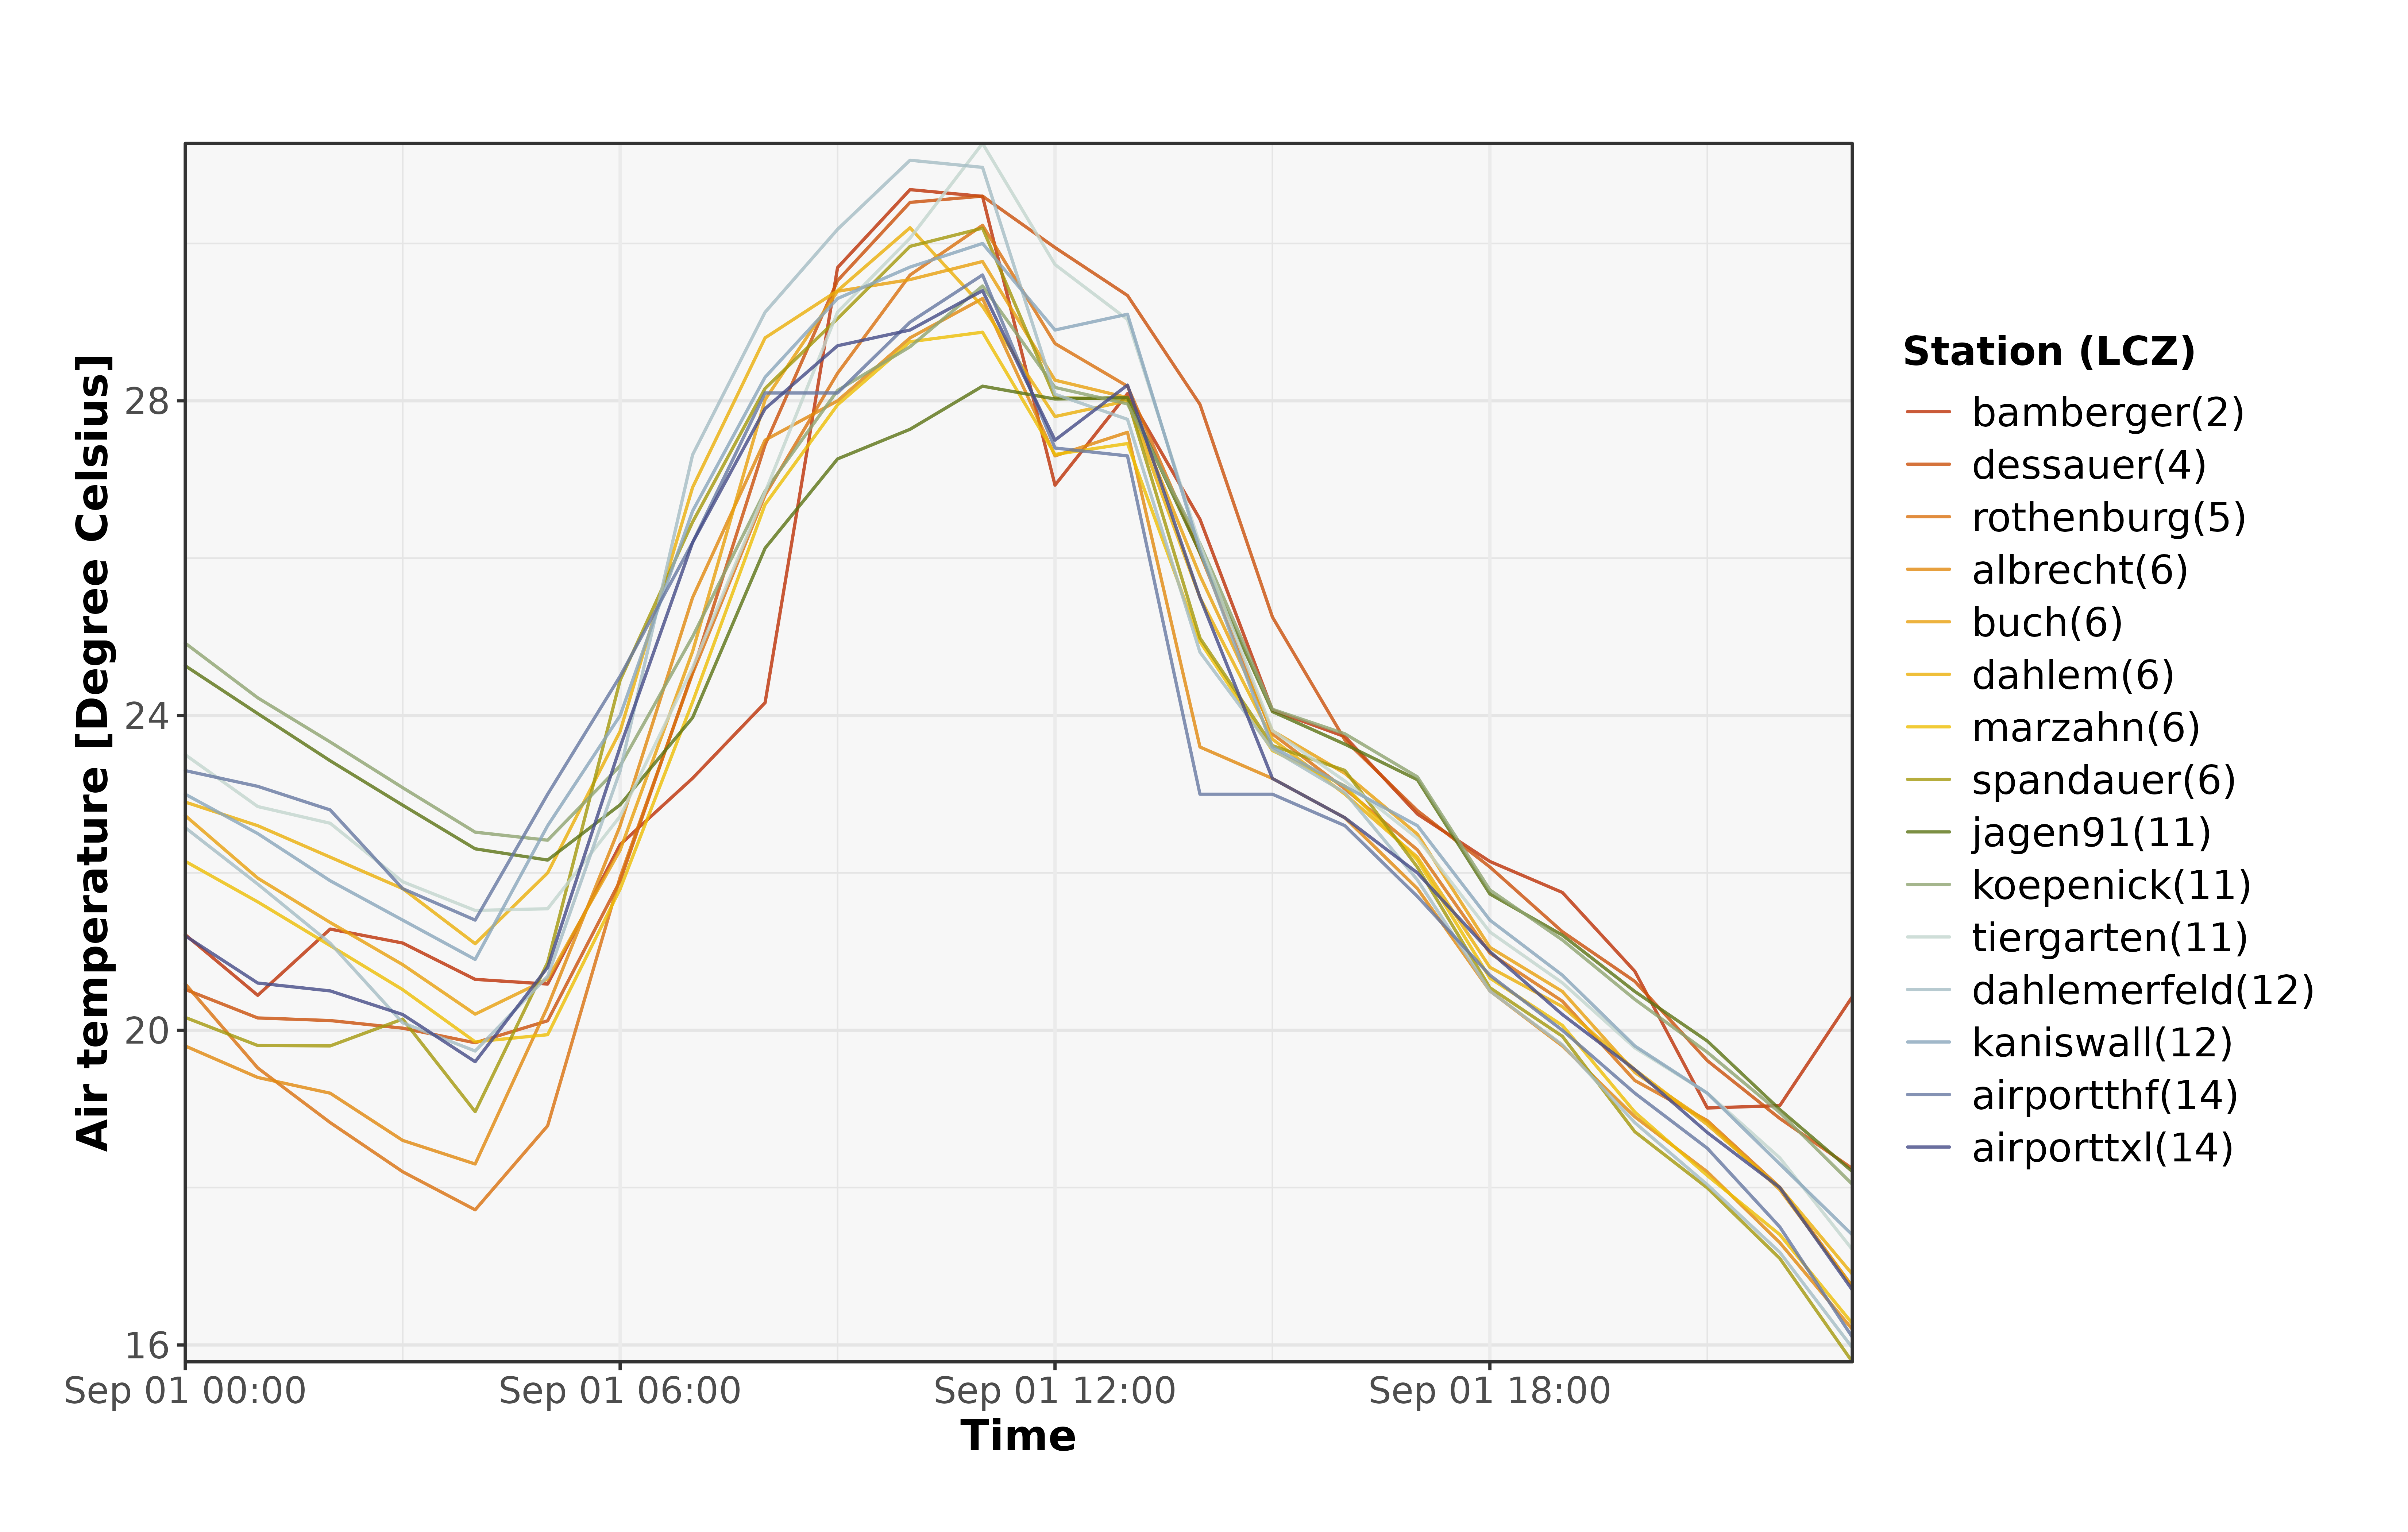 Air temperature [Degree Celsius]
28
24
20
16
Sep 01 00:00
Sep 01 06:00
Sep 01 12:00
Sep 01 18:00
Time
Station (LCZ)
bamberger(2)
dessauer(4)
rothenburg(5)
albrecht(6)
buch(6)
dahlem(6)
marzahn(6)
spandauer(6)
jagen91(11)
koepenick(11)
tiergarten(11)
dahlemerfeld(12)
kaniswall(12)
airportthf(14)
airporttxl(14)